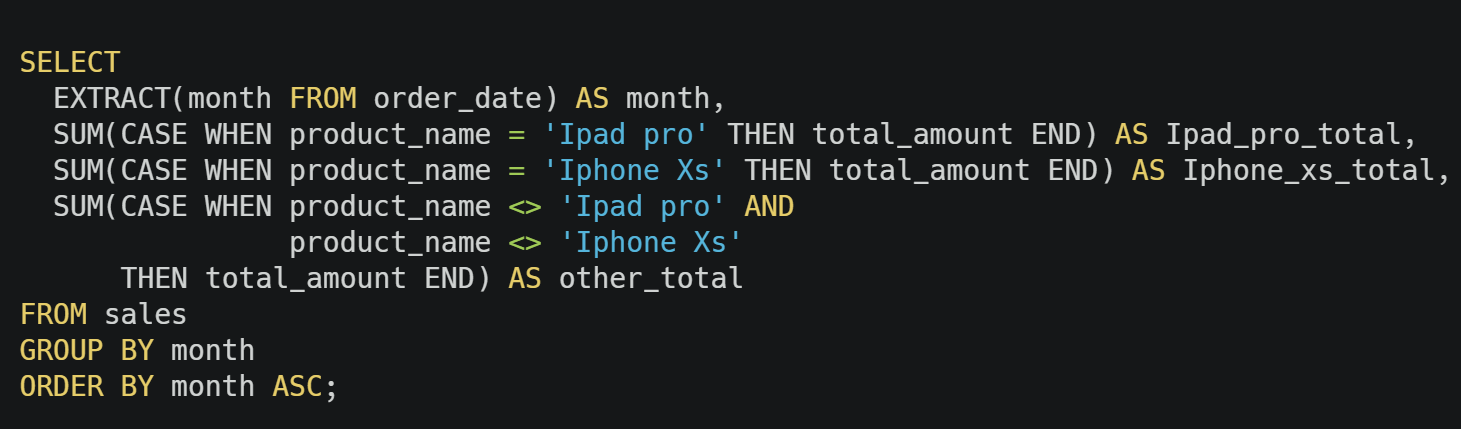 SELECT
  EXTRACT(month FROM order_date) AS month,
  SUM(CASE WHEN product_name = 'Ipad pro' THEN total_amount END) AS Ipad_pro_total,
  SUM(CASE WHEN product_name = 'Iphone Xs' THEN total_amount END) AS Iphone_xs_total,
  SUM(CASE WHEN product_name <> 'Ipad pro' AND
                product_name <> 'Iphone Xs'
      THEN total_amount END) AS other_total
FROM sales
GROUP BY month
ORDER BY month ASC;